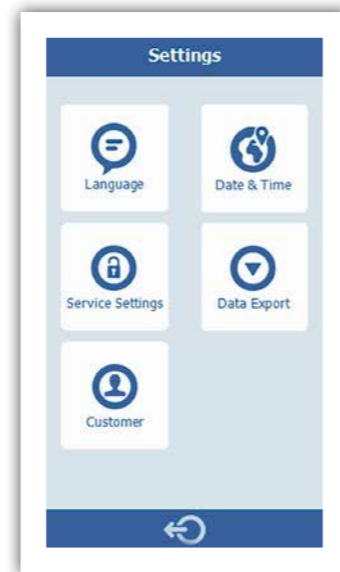 Settings
Language
Date & Time
Service Settings
Data Export
Customer